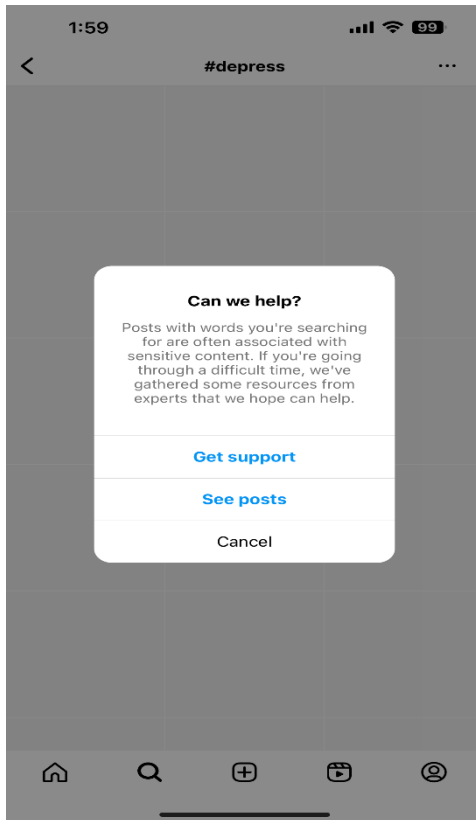 1:59
99
#depress
Can we help?
Posts with words you're searching
for are often associated with
sensitive content. If you're going
through a difficult time, we've
gathered some resources from
experts that we hope can help.
Get support
See posts
Cancel